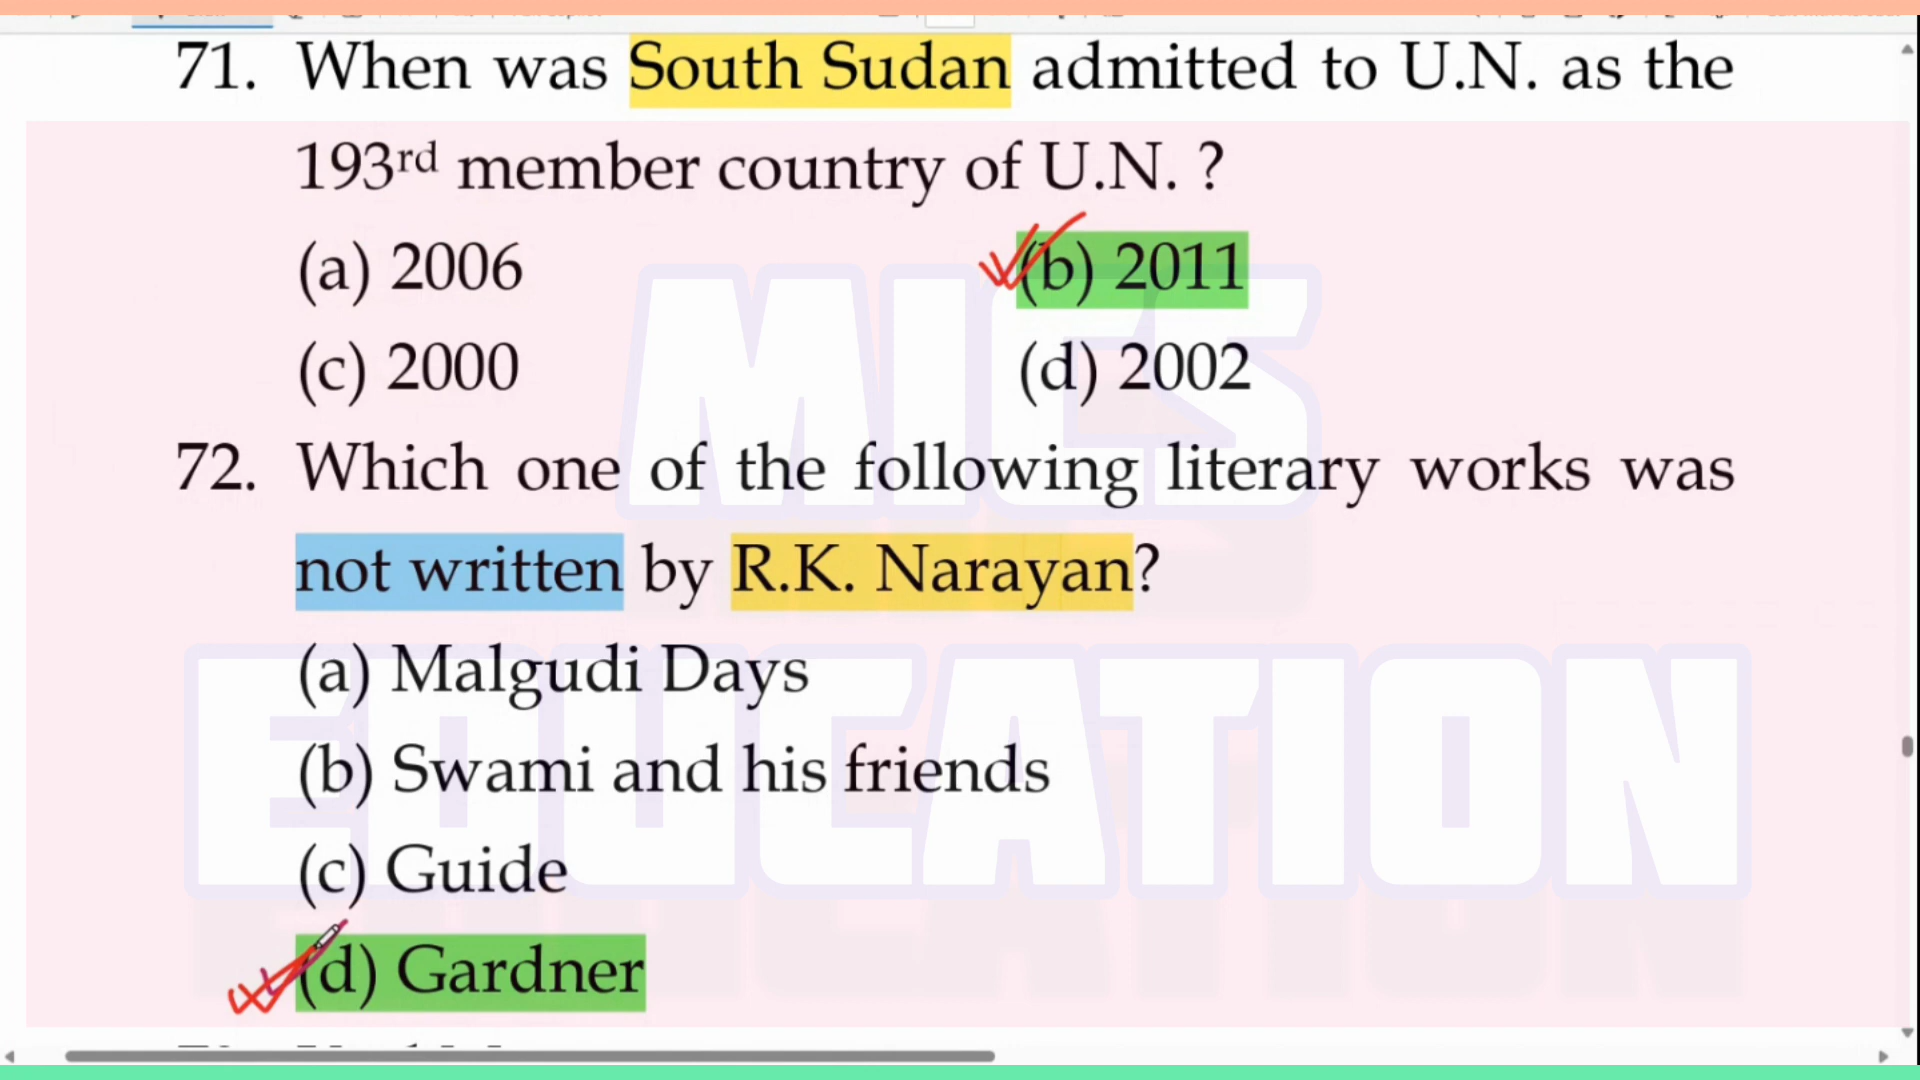 71. When was South Sudan admitted to U.N. as the
193rd member country of U.N. ?
(a) 2006 (b) 2011
(c) 2000 (d) 2002
72. Which one of the following literary works was
not written by R.K. Narayan?
(a) Malgudi Days
(b) Swami and his friends
(c) Guide
(d) Gardner
MICS
EDUCATION